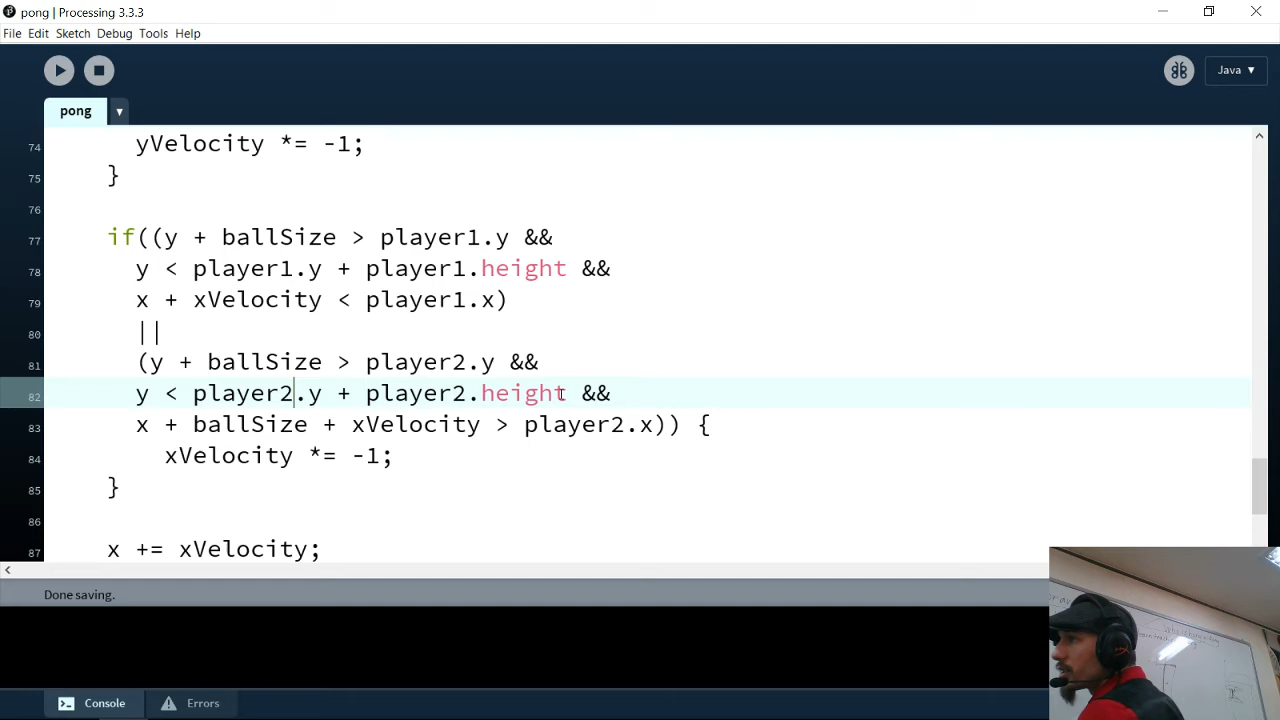 pong | Processing 3.3.3
File Edit Sketch Debug Tools Help
Java ▾
pong ▾
74 yVelocity *= -1;
75 }
76
77 if((y + ballSize > player1.y &&
78 y < player1.y + player1.height &&
79 x + xVelocity < player1.x)
80 ||
81 (y + ballSize > player2.y &&
82 y < player2.y + player2.height &&
83 x + ballSize + xVelocity > player2.x)) {
84 xVelocity *= -1;
85 }
86
87 x += xVelocity;
Done saving.
Console Errors